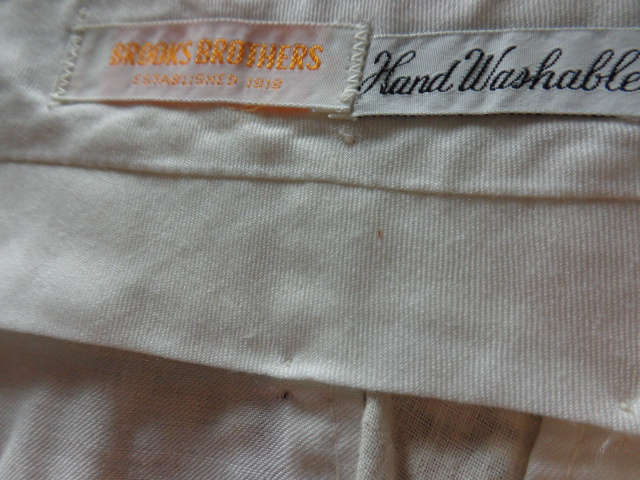 BROOKS BROTHERS
ESTABLISHED 1818
Hand Washable